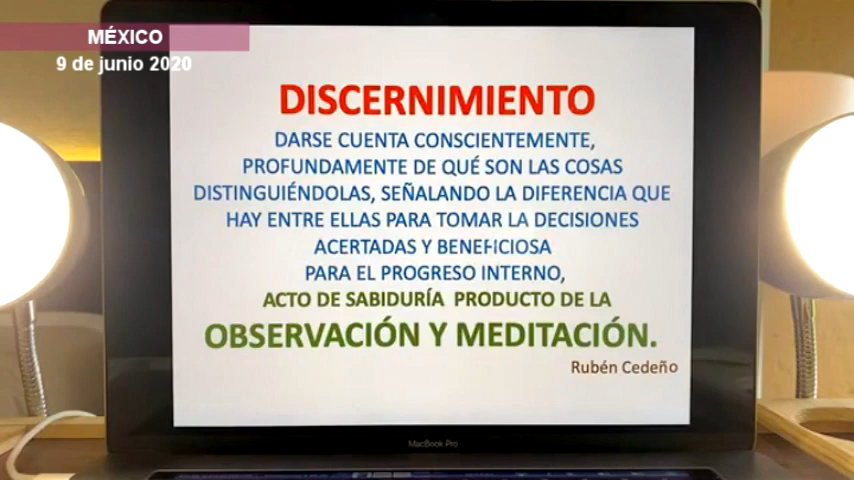 MÉXICO
9 de junio 2020
DISCERNIMIENTO
DARSE CUENTA CONSCIENTEMENTE,
PROFUNDAMENTE DE QUÉ SON LAS COSAS
DISTINGUIÉNDOLAS, SEÑALANDO LA DIFERENCIA QUE
HAY ENTRE ELLAS PARA TOMAR LA DECISIONES
ACERTADAS Y BENEFICIOSA
PARA EL PROGRESO INTERNO,
ACTO DE SABIDURÍA PRODUCTO DE LA
OBSERVACIÓN Y MEDITACIÓN.
Rubén Cedeño
MacBook Pro